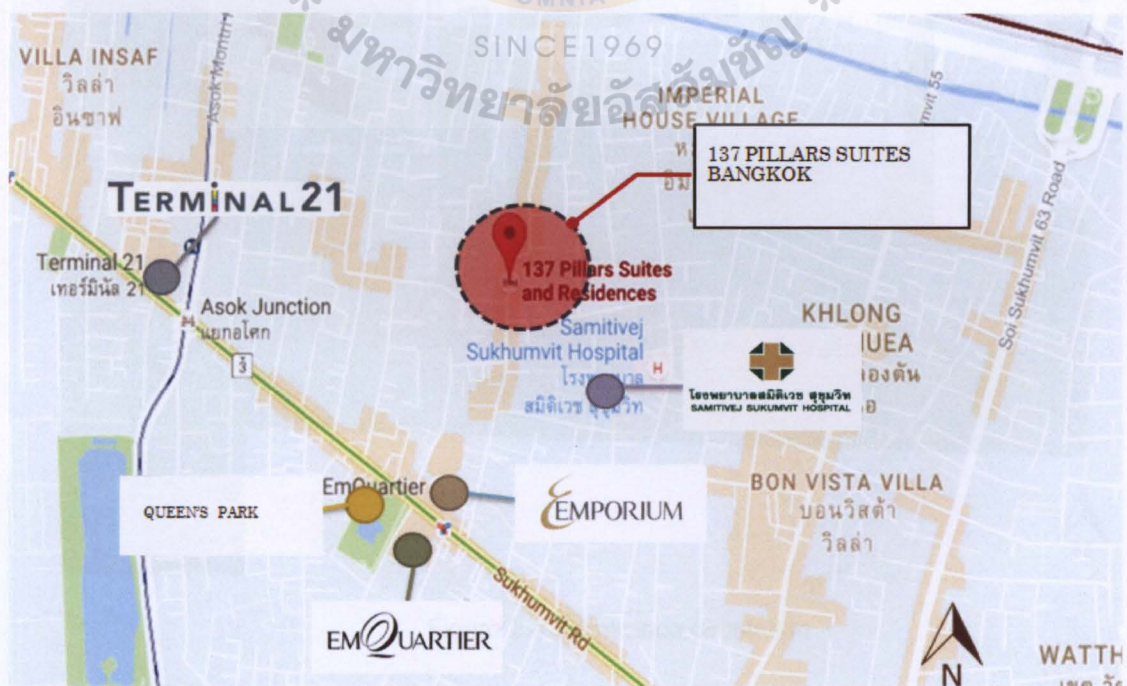 OMNIA
SINCE1969
มหาวิทยาลัยอัสสัมชัญ
VILLA INSAF
วิลล่า
อินซาฟ
Asok Montri
IMPERIAL
HOUSE VILLAGE
137 PILLARS SUITES
BANGKOK
TERMINAL 21
Terminal 21
เทอร์มินัล 21
Asok Junction
แยกอโศก
3
137 Pillars Suites
and Residences
Samitivej
Sukhumvit Hospital
สมิติเวช สุขุมวิท
H
โรงพยาบาลสมิติเวช สุขุมวิท
SAMITIVEJ SUKUMVIT HOSPITAL
KHLONG
Soi Sukhumvit 63 Road
QUEEN'S PARK
EmQuartier
EMPORIUM
BON VISTA VILLA
บอนวิสต้า
วิลล่า
EMQUARTIER
Sukhumvit Rd
N
WATTH